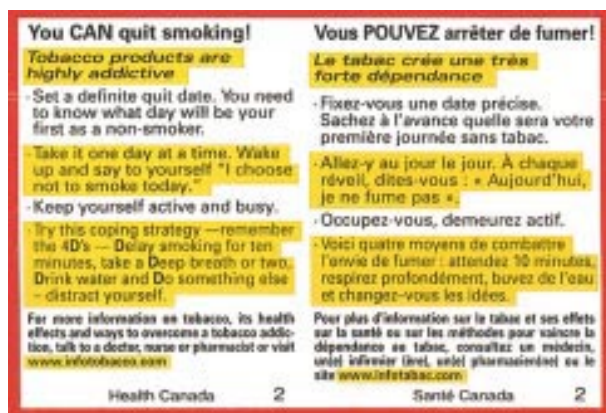 You CAN quit smoking!
Tobacco products are
highly addictive
·Set a definite quit date. You need
to know what day will be your
first as a non-smoker.
·Take it one day at a time. Wake
up and say to yourself "I choose
not to smoke today."
·Keep yourself active and busy.
·Try this coping strategy —remember
the 4D's — Delay smoking for ten
minutes, take a Deep breath or two,
Drink water and Do something else
– distract yourself.
For more information on tobacco, its health
effects and ways to overcome a tobacco addic-
tion, talk to a doctor, nurse or pharmacist or visit
www.infotobacco.com
Health Canada 2
Vous POUVEZ arrêter de fumer!
Le tabac crée une très
forte dépendance
·Fixez-vous une date précise.
Sachez à l'avance quelle sera votre
première journée sans tabac.
·Allez-y au jour le jour. À chaque
réveil, dites-vous : « Aujourd'hui,
je ne fume pas ».
·Occupez-vous, demeurez actif.
·Voici quatre moyens de combattre
l'envie de fumer : attendez 10 minutes,
respirez profondément, buvez de l'eau
et changez-vous les idées.
Pour plus d'information sur le tabac et ses effets
sur la santé ou sur les méthodes pour vaincre la
dépendance au tabac, consultez un médecin,
un(e) infirmier (ère), un(e) pharmacien(ne) ou le
site www.infotabac.com
Santé Canada 2